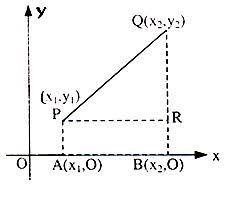 y
Q(x₂,y₂)
(x₁,y₁)
P
R
O
A(x₁,O)
B(x₂,O)
x